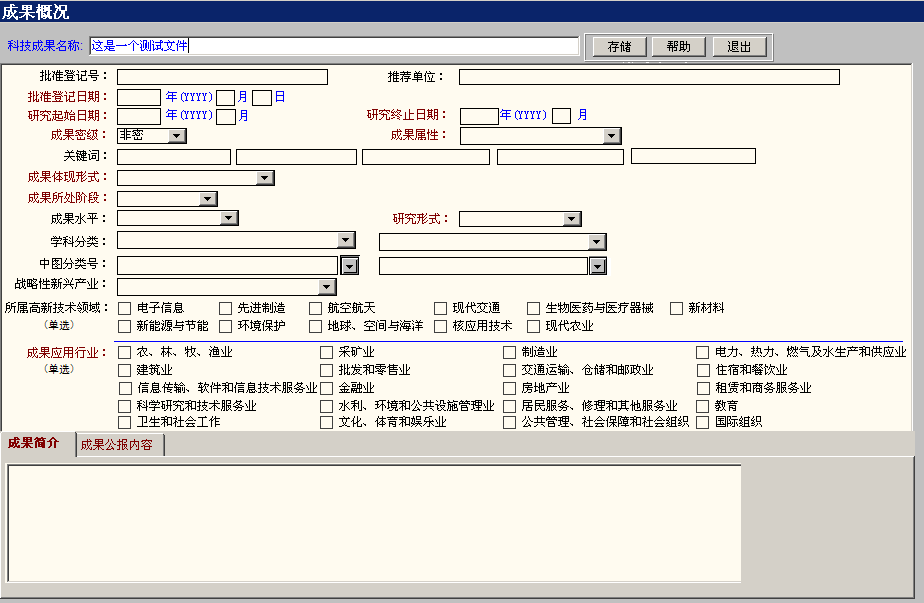 成果概况
科技成果名称: 这是一个测试文件 存储 帮助 退出
批准登记号: 推荐单位:
批准登记日期: 年(YYYY) 月 日
研究起始日期: 年(YYYY) 月 研究终止日期: 年(YYYY) 月
成果密级: 非密 成果属性:
关键词:
成果体现形式:
成果所处阶段:
成果水平: 研究形式:
学科分类:
中图分类号:
战略性新兴产业:
所属高新技术领域: 电子信息 先进制造 航空航天 现代交通 生物医药与医疗器械 新材料
(单选) 新能源与节能 环境保护 地球、空间与海洋 核应用技术 现代农业
成果应用行业: 农、林、牧、渔业 采矿业 制造业 电力、热力、燃气及水生产和供应业
(单选) 建筑业 批发和零售业 交通运输、仓储和邮政业 住宿和餐饮业
信息传输、软件和信息技术服务业 金融业 房地产业 租赁和商务服务业
科学研究和技术服务业 水利、环境和公共设施管理业 居民服务、修理和其他服务业 教育
卫生和社会工作 文化、体育和娱乐业 公共管理、社会保障和社会组织 国际组织
成果简介 成果公报内容